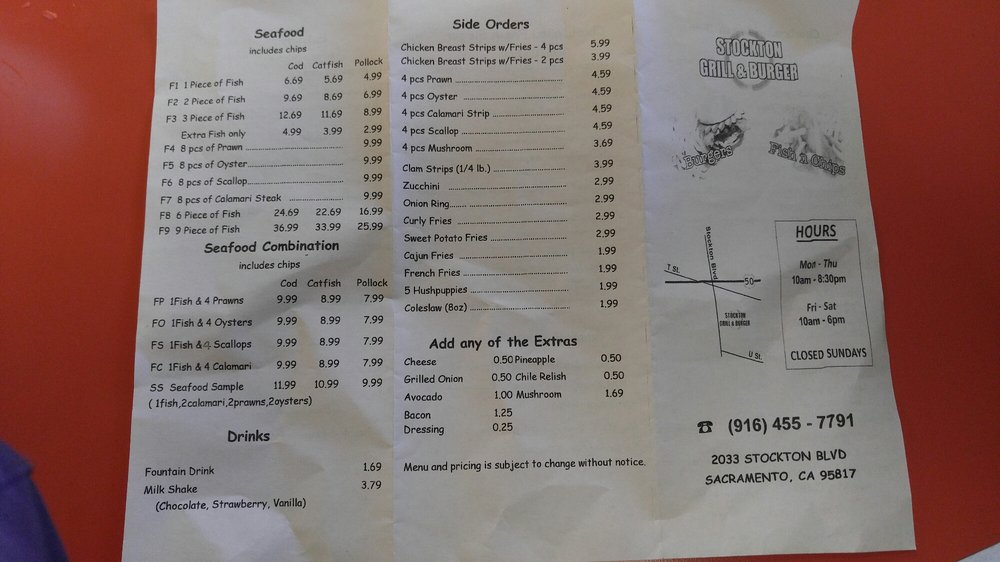 Seafood
includes chips
Cod Catfish Pollock
F1 1 Piece of Fish 6.69 5.69 4.99
F2 2 Piece of Fish 9.69 8.69 6.99
F3 3 Piece of Fish 12.69 11.69 8.99
Extra Fish only 4.99 3.99 2.99
F4 8 pcs of Prawn ........ 9.99
F5 8 pcs of Oyster........ 9.99
F6 8 pcs of Scallop........ 9.99
F7 8 pcs of Calamari Steak ........ 9.99
F8 6 Piece of Fish 24.69 22.69 16.99
F9 9 Piece of Fish 36.99 33.99 25.99
Seafood Combination
includes chips
Cod Catfish Pollock
FP 1Fish & 4 Prawns 9.99 8.99 7.99
FO 1Fish & 4 Oysters 9.99 8.99 7.99
FS 1Fish & 4 Scallops 9.99 8.99 7.99
FC 1Fish & 4 Calamari 9.99 8.99 7.99
SS Seafood Sample 11.99 10.99 9.99
( 1fish,2calamari,2prawns,2oysters)
Drinks
Fountain Drink 1.69
Milk Shake 3.79
(Chocolate, Strawberry, Vanilla)
Side Orders
Chicken Breast Strips w/Fries - 4 pcs 5.99
Chicken Breast Strips w/Fries - 2 pcs 3.99
4 pcs Prawn ........ 4.59
4 pcs Oyster ........ 4.59
4 pcs Calamari Strip ........ 4.59
4 pcs Scallop ........ 4.59
4 pcs Mushroom ........ 3.69
Clam Strips (1/4 lb.) ........ 3.99
Zucchini ........ 2.99
Onion Ring........ 2.99
Curly Fries ........ 2.99
Sweet Potato Fries ........ 2.99
Cajun Fries ........ 1.99
French Fries ........ 1.99
5 Hushpuppies ........ 1.99
Coleslaw (8oz) ........ 1.99
Add any of the Extras
Cheese 0.50 Pineapple 0.50
Grilled Onion 0.50 Chile Relish 0.50
Avocado 1.00 Mushroom 1.69
Bacon 1.25
Dressing 0.25
Menu and pricing is subject to change without notice.
STOCKTON
GRILL & BURGER
Burgers
Fish n Chips
Stockton Blvd
T St.
50
STOCKTON
GRILL & BURGER
U St.
HOURS
Mon - Thu
10am - 8:30pm
Fri - Sat
10am - 6pm
CLOSED SUNDAYS
☎ (916) 455 - 7791
2033 STOCKTON BLVD
SACRAMENTO, CA 95817